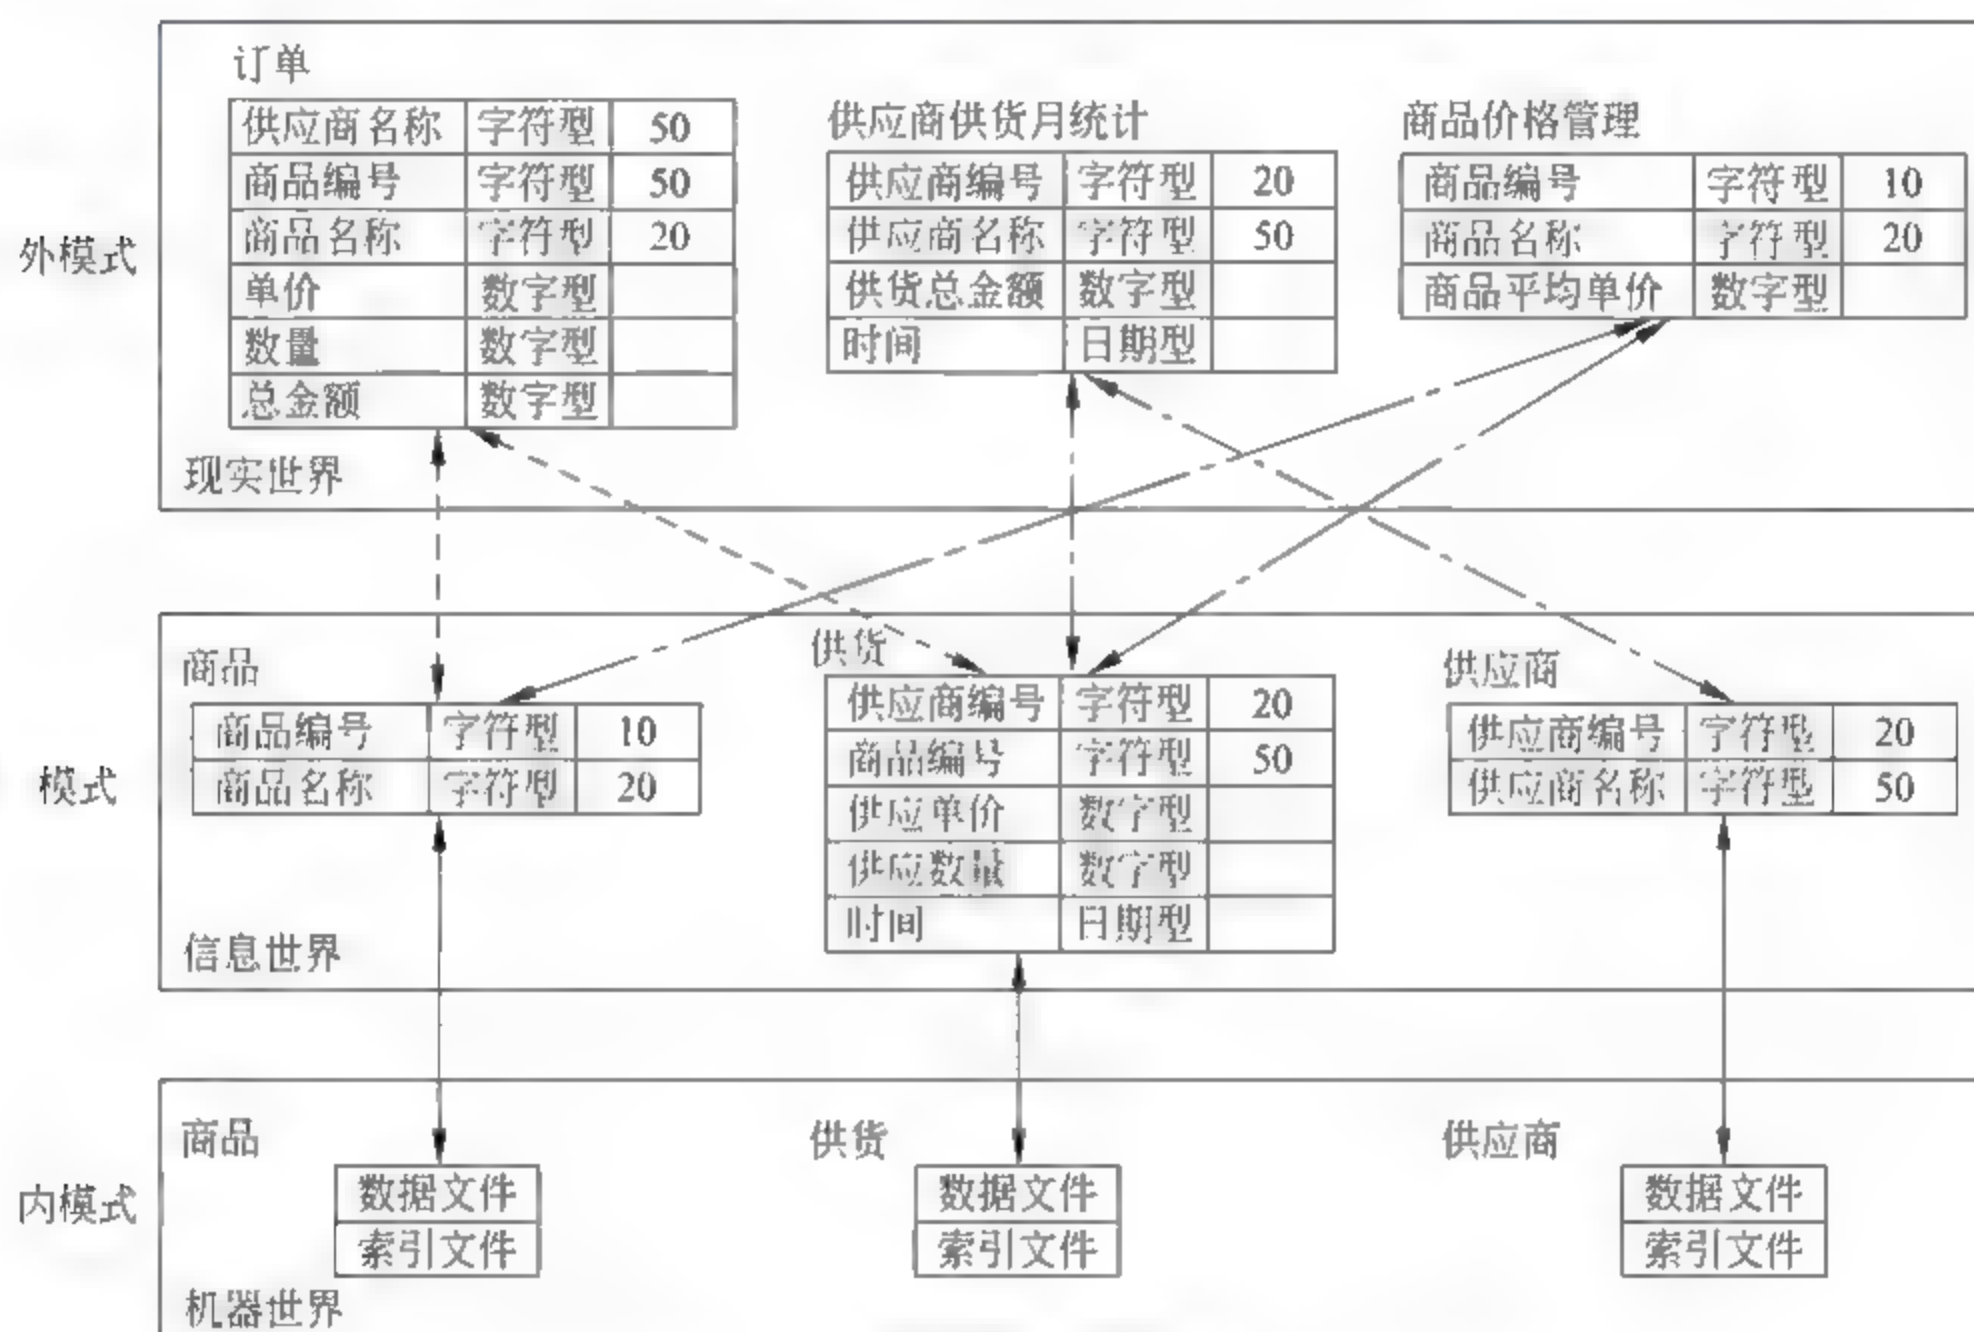 订单
供应商名称 字符型 50
商品编号 字符型 50
商品名称 字符型 20
单价 数字型
数量 数字型
总金额 数字型
供应商供货月统计
供应商编号 字符型 20
供应商名称 字符型 50
供货总金额 数字型
时间 日期型
商品价格管理
商品编号 字符型 10
商品名称 字符型 20
商品平均单价 数字型
外模式
现实世界
商品
商品编号 字符型 10
商品名称 字符型 20
供货
供应商编号 字符型 20
商品编号 字符型 50
供应单价 数字型
供应数量 数字型
时间 日期型
供应商
供应商编号 字符型 20
供应商名称 字符型 50
模式
信息世界
商品
数据文件
索引文件
供货
数据文件
索引文件
供应商
数据文件
索引文件
内模式
机器世界